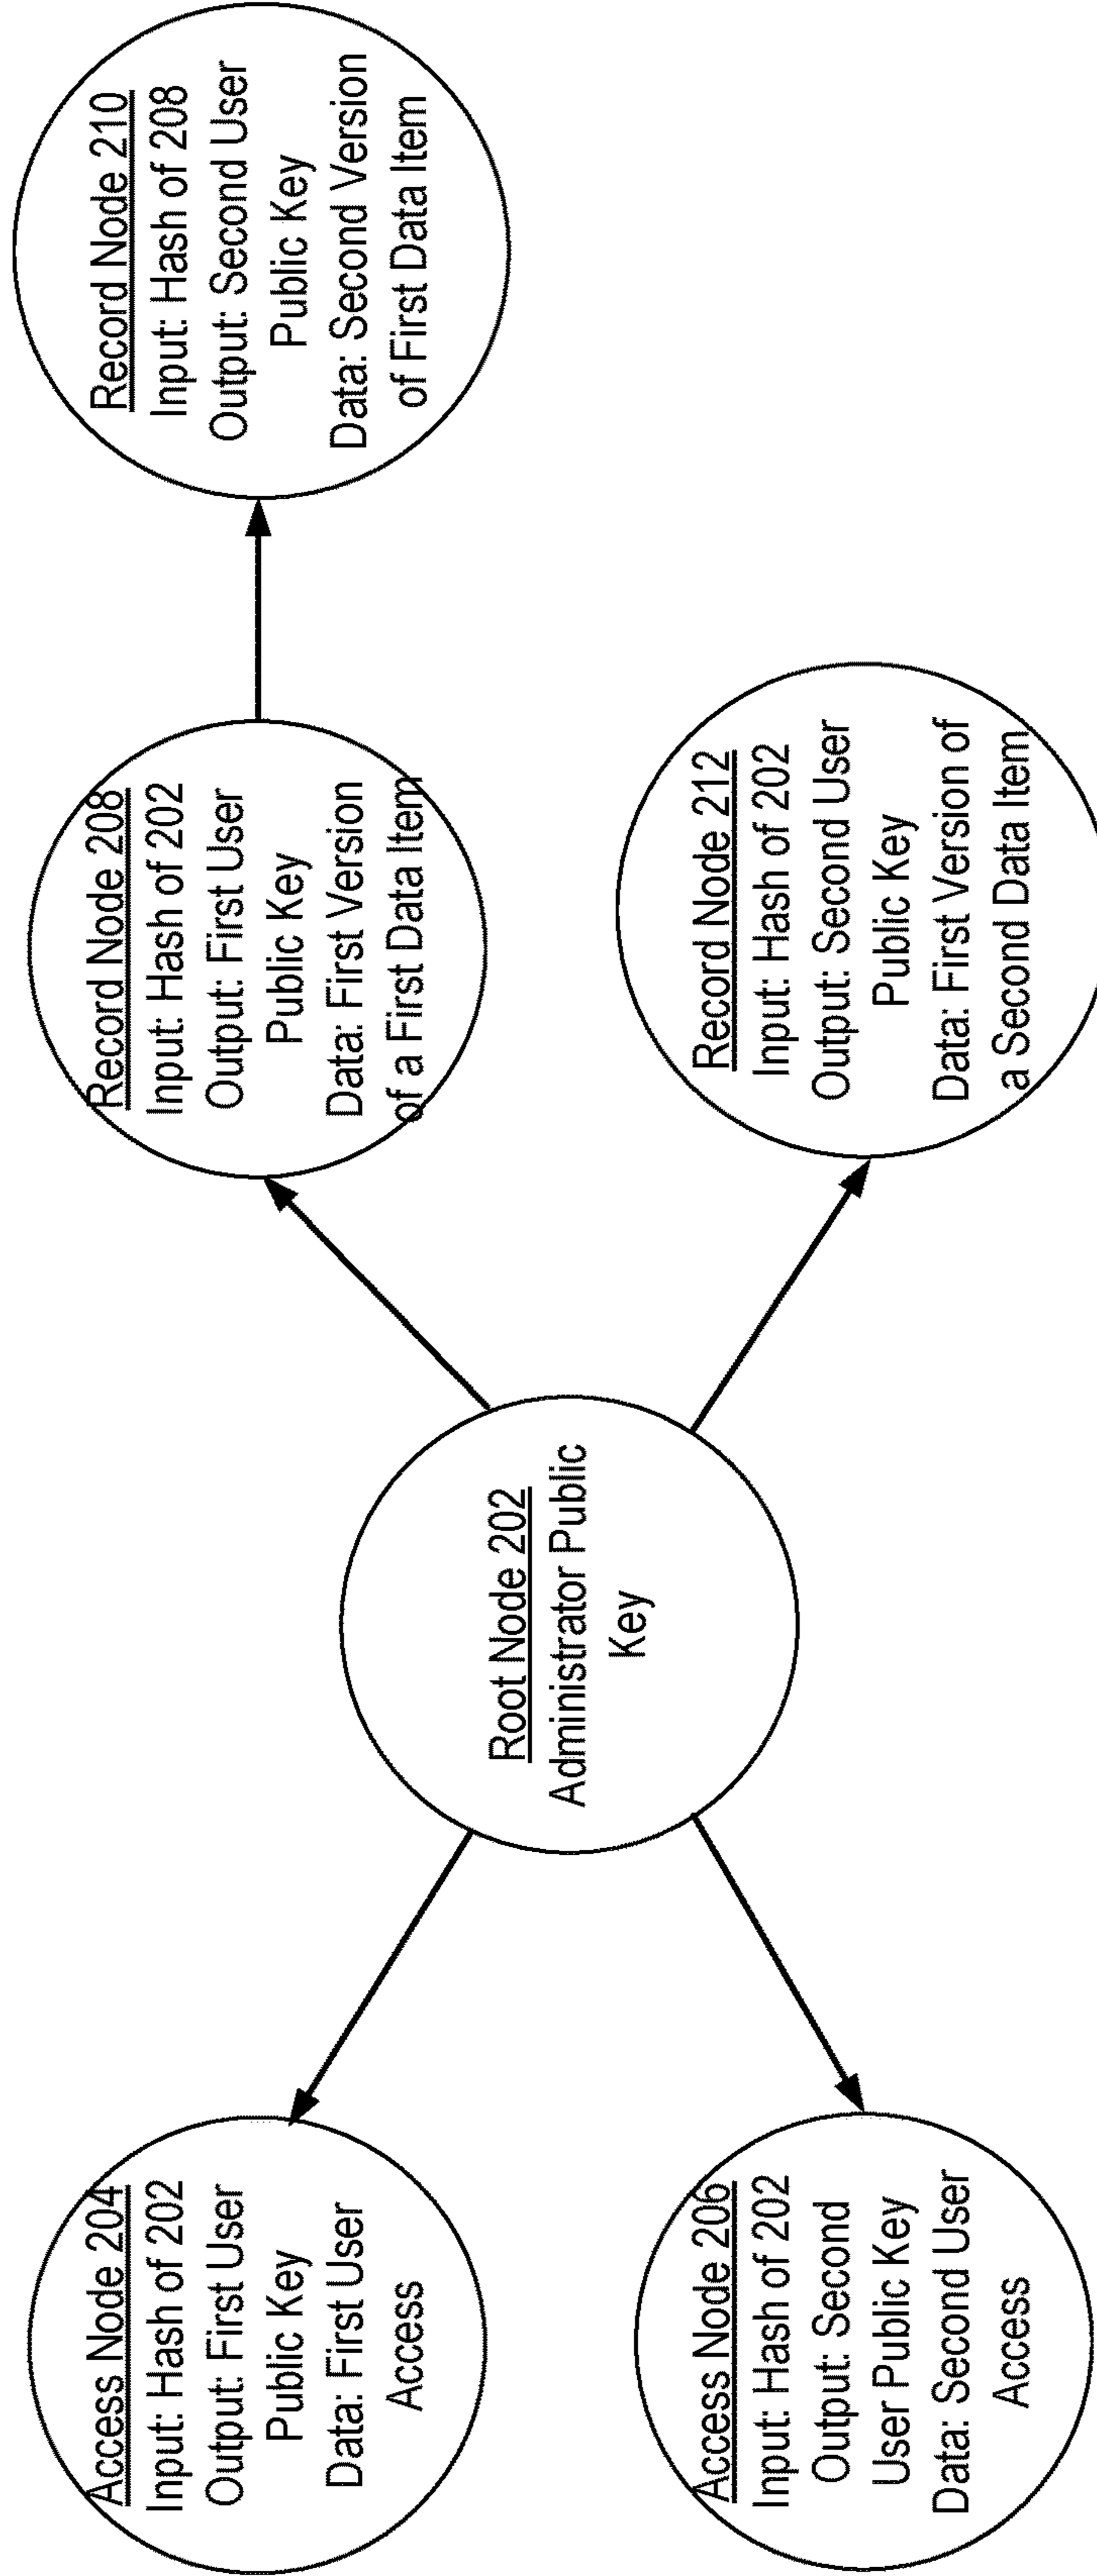 Access Node 204
Input: Hash of 202
Output: First User
Public Key
Data: First User
Access
Access Node 206
Input: Hash of 202
Output: Second
User Public Key
Data: Second User
Access
Root Node 202
Administrator Public
Key
Record Node 208
Input: Hash of 202
Output: First User
Public Key
Data: First Version
of a First Data Item
Record Node 212
Input: Hash of 202
Output: Second User
Public Key
Data: First Version of
a Second Data Item
Record Node 210
Input: Hash of 208
Output: Second User
Public Key
Data: Second Version
of First Data Item